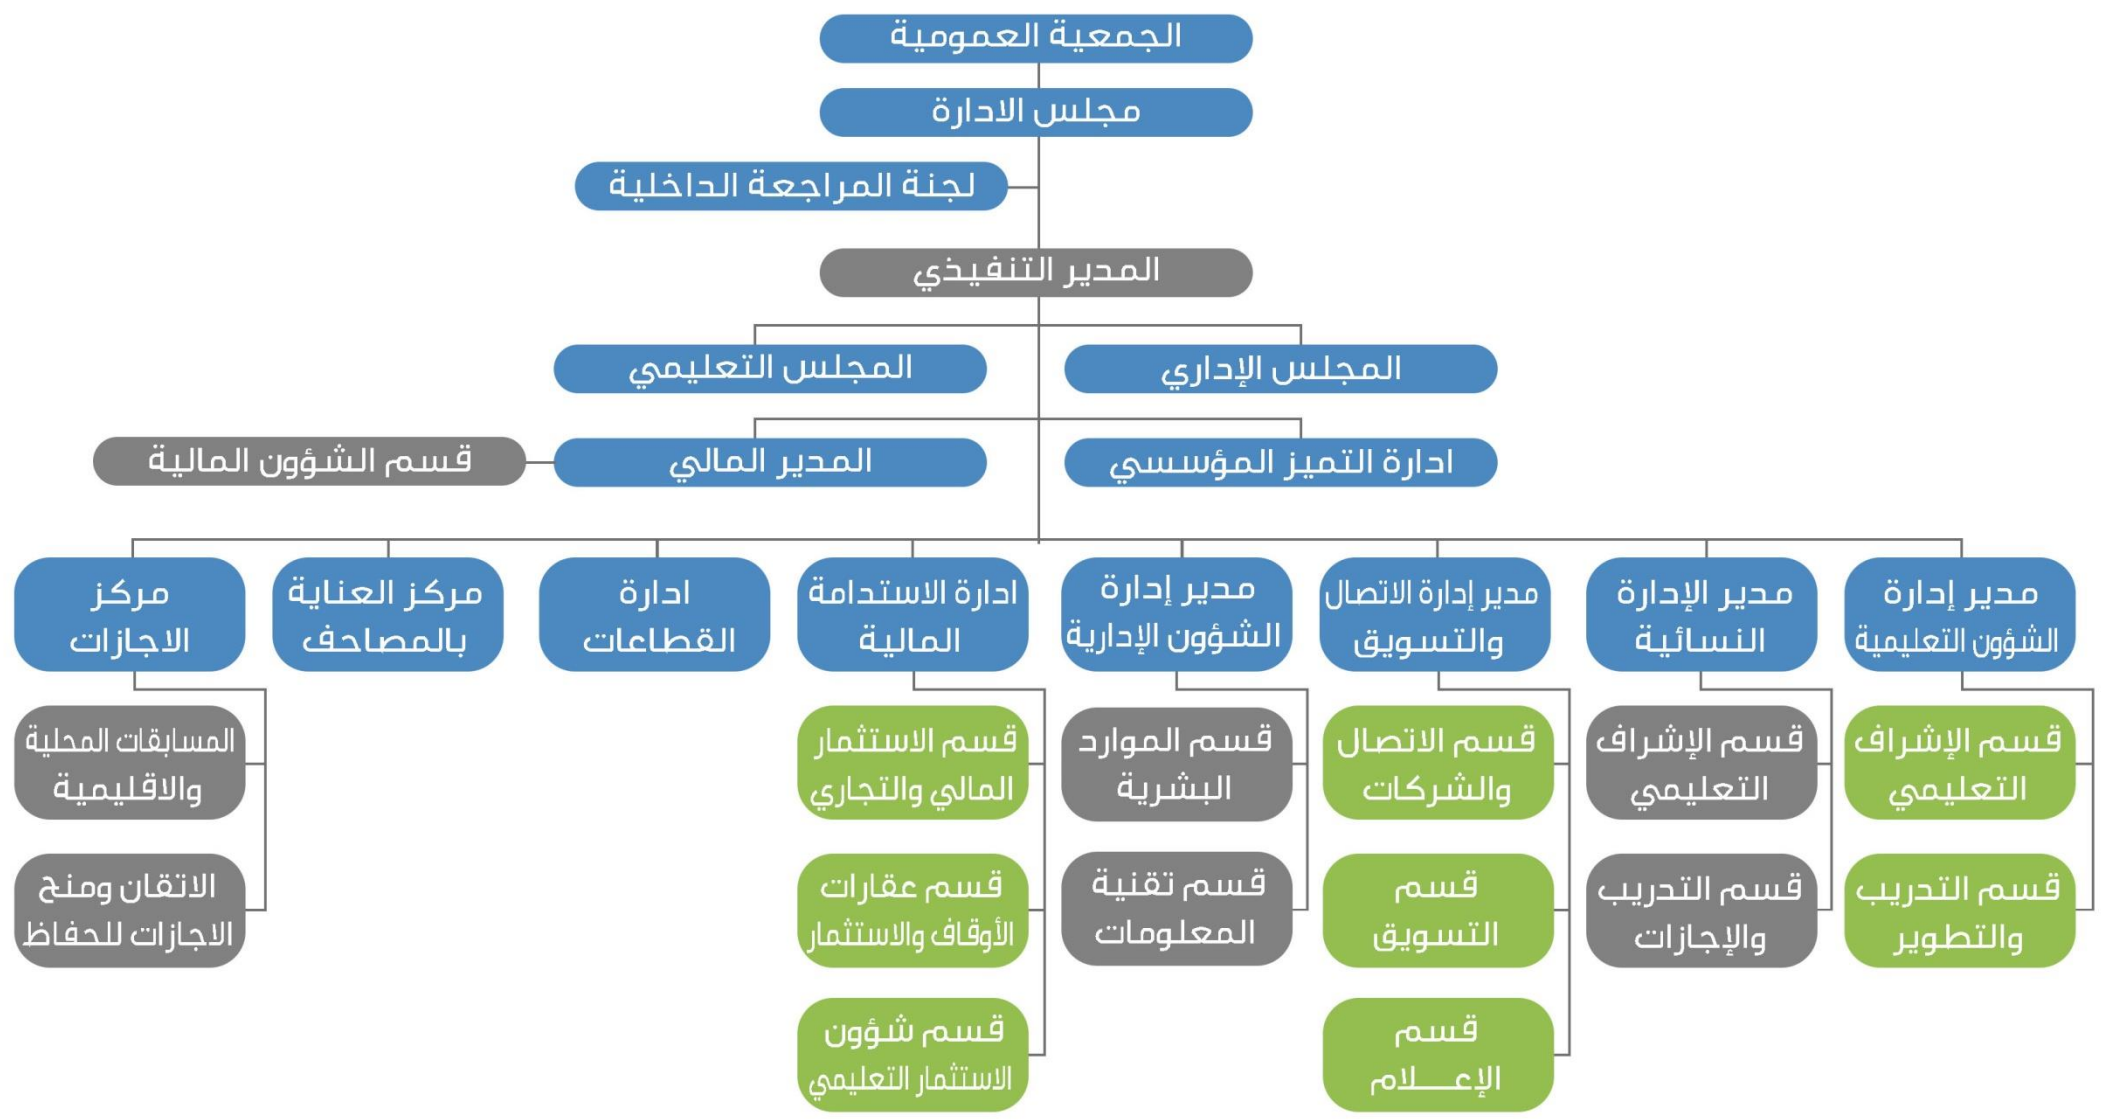 الجمعية العمومية
مجلس الادارة
لجنة المراجعة الداخلية
المدير التنفيذي
المجلس الإداري
المجلس التعليمي
ادارة التميز المؤسسي
المدير المالي
قسم الشؤون المالية
مدير إدارة
الشؤون التعليمية
مدير الإدارة
النسائية
مدير إدارة الاتصال
والتسويق
مدير إدارة
الشؤون الإدارية
ادارة الاستدامة
المالية
ادارة
القطاعات
مركز العناية
بالمصاحف
مركز
الاجازات
قسم الإشراف
التعليمي
قسم الإشراف
التعليمي
قسم الاتصال
والشركات
قسم الموارد
البشرية
قسم الاستثمار
المالي والتجاري
المسابقات المحلية
والاقليمية
قسم التدريب
والتطوير
قسم التدريب
والإجازات
قسم
التسويق
قسم تقنية
المعلومات
قسم عقارات
الأوقاف والاستثمار
الاتقان ومنح
الاجازات للحفاظ
قسم
الإعـــلام
قسم شؤون
الاستثمار التعليمي